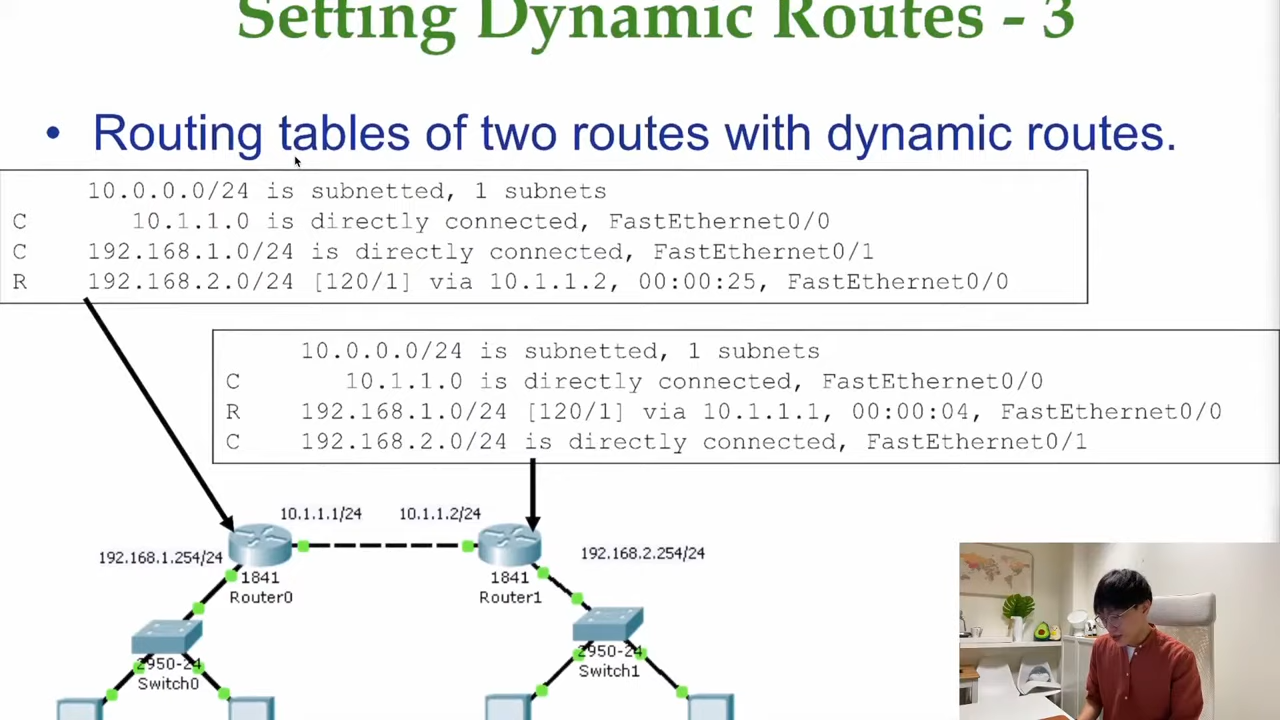 Setting Dynamic Routes - 3
• Routing tables of two routes with dynamic routes.
10.0.0.0/24 is subnetted, 1 subnets
C 10.1.1.0 is directly connected, FastEthernet0/0
C 192.168.1.0/24 is directly connected, FastEthernet0/1
R 192.168.2.0/24 [120/1] via 10.1.1.2, 00:00:25, FastEthernet0/0
10.0.0.0/24 is subnetted, 1 subnets
C 10.1.1.0 is directly connected, FastEthernet0/0
R 192.168.1.0/24 [120/1] via 10.1.1.1, 00:00:04, FastEthernet0/0
C 192.168.2.0/24 is directly connected, FastEthernet0/1
10.1.1.1/24 10.1.1.2/24
192.168.1.254/24
192.168.2.254/24
1841
Router0
1841
Router1
2950-24
Switch0
2950-24
Switch1